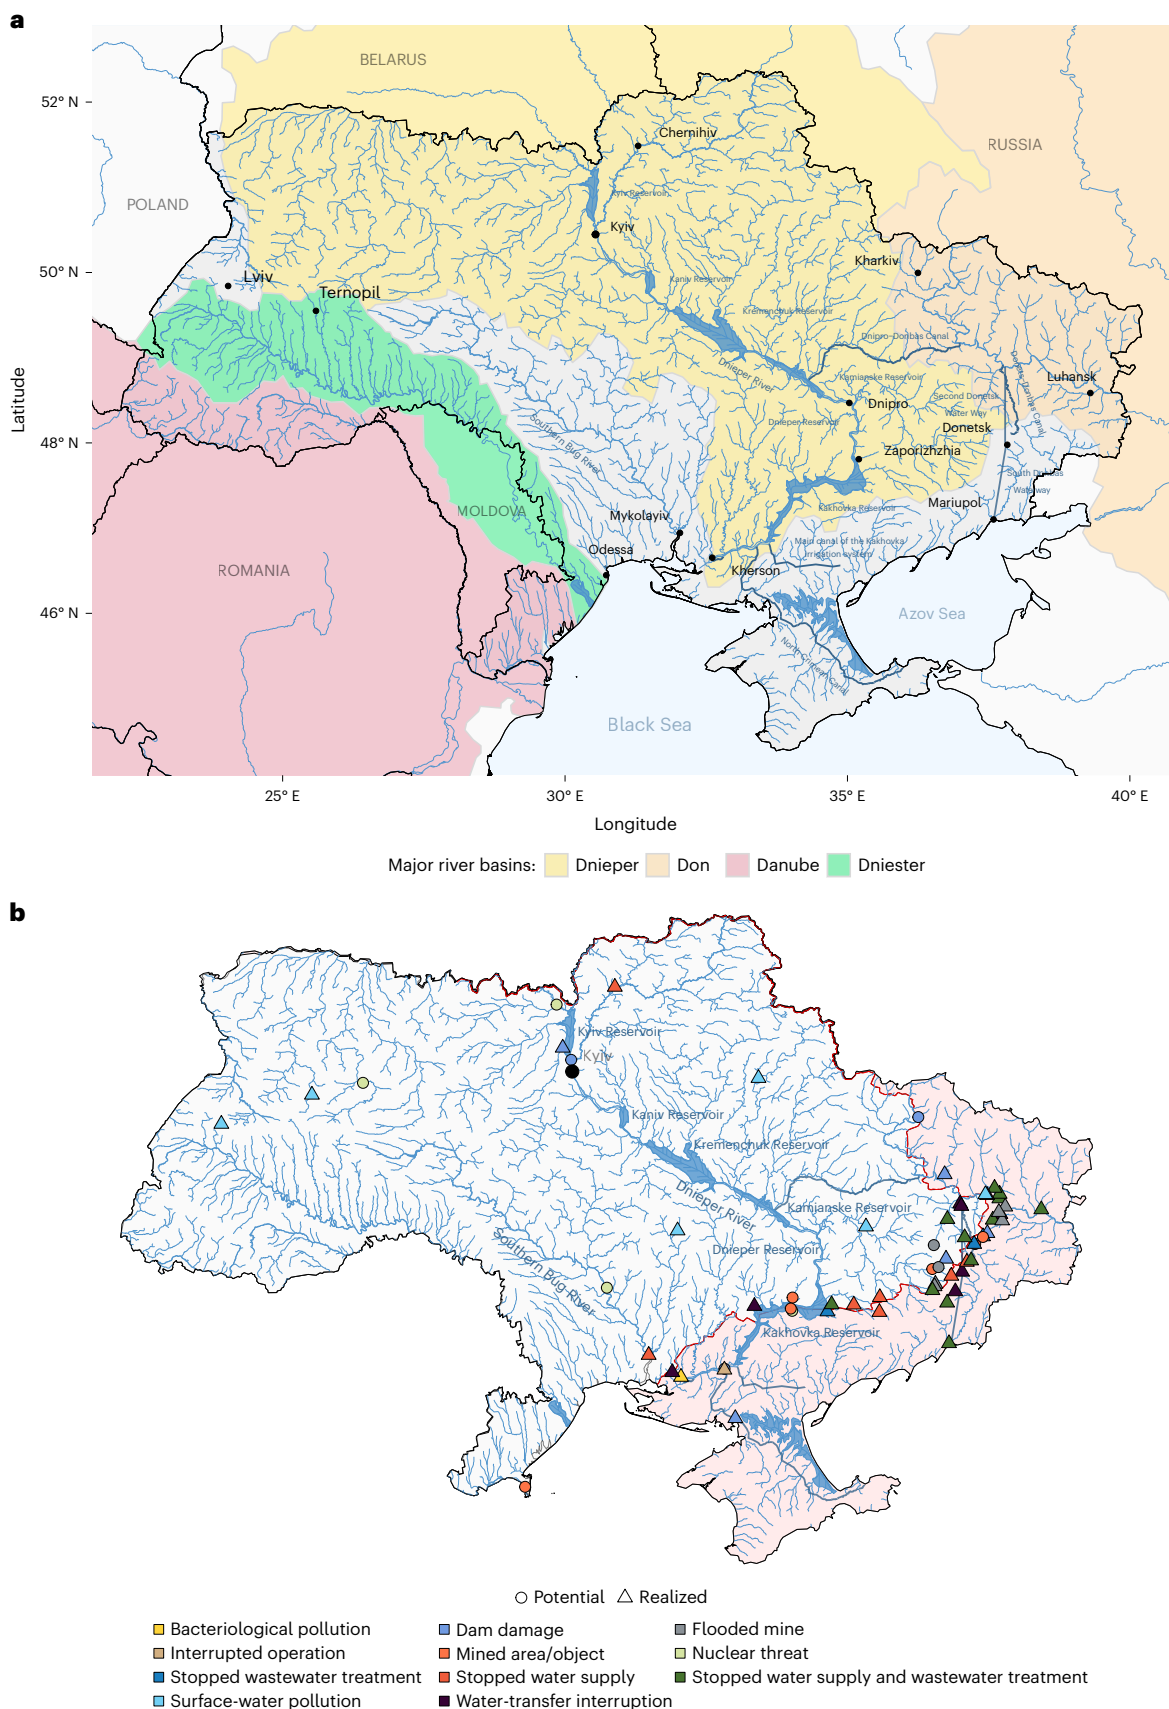 a
52° N
50° N
48° N
46° N
Latitude
BELARUS
RUSSIA
POLAND
MOLDOVA
ROMANIA
Chernihiv
Kyiv Reservoir
Kyiv
Kharkiv
Lviv
Ternopil
Kaniv Reservoir
Kremenchuk Reservoir
Dnipro–Donbas Canal
Dnieper River
Kamianske Reservoir
Donets–Donbas Canal
Luhansk
Second Donetsk
Water Way
Dnipro
Dnieper Reservoir
Donetsk
Southern Bug River
Zaporizhzhia
South Donbas
Waterway
Mykolayiv
Kakhovka Reservoir
Mariupol
Odessa
Main canal of the Kakhovka
irrigation system
Kherson
Azov Sea
North Crimean Canal
Black Sea
25° E
30° E
35° E
40° E
Longitude
Major river basins:
Dnieper
Don
Danube
Dniester
b
Kyiv Reservoir
Kyiv
Kaniv Reservoir
Kremenchuk Reservoir
Dnieper River
Kamianske Reservoir
Southern Bug River
Dnieper Reservoir
Kakhovka Reservoir
Potential
Realized
Bacteriological pollution
Dam damage
Flooded mine
Interrupted operation
Mined area/object
Nuclear threat
Stopped wastewater treatment
Stopped water supply
Stopped water supply and wastewater treatment
Surface-water pollution
Water-transfer interruption